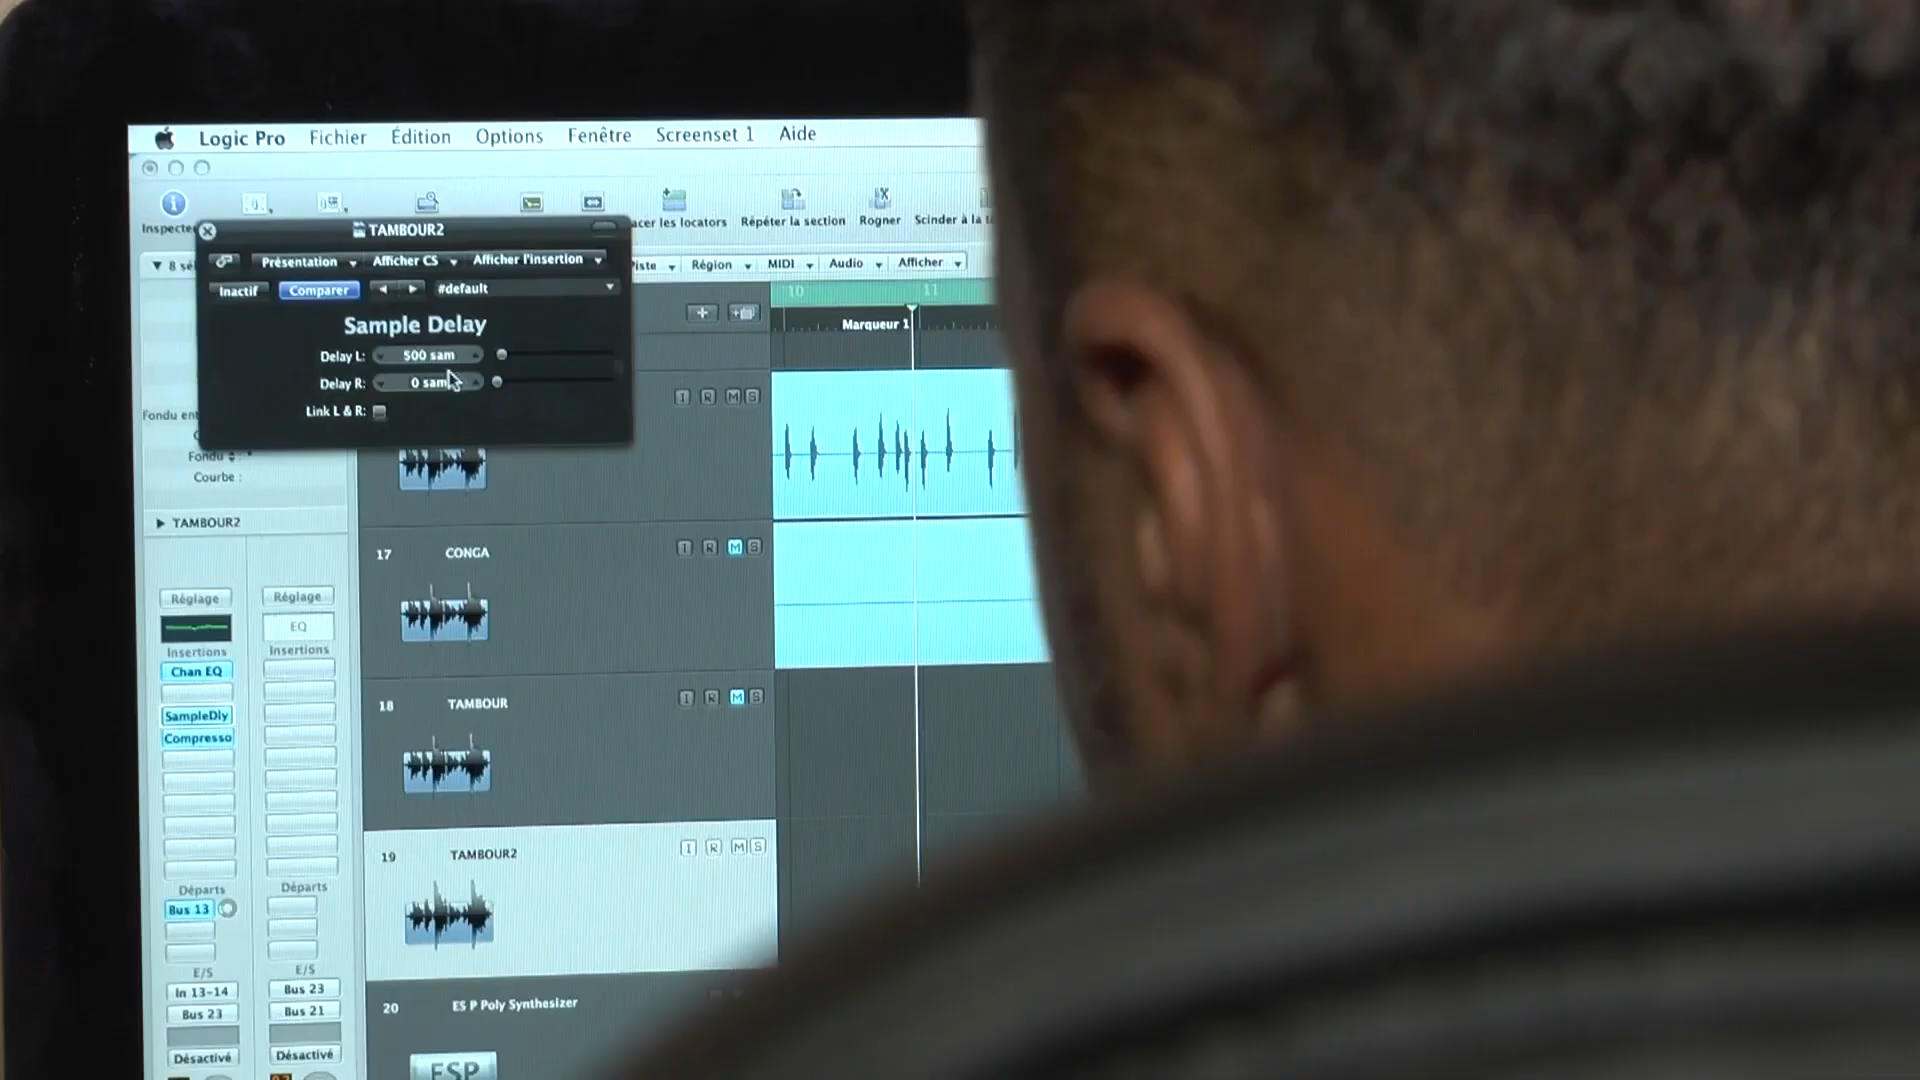 Logic Pro Fichier Édition Options Fenêtre Screenset 1 Aide
Répéter la section Rogner
acer les locators
Inspecte
TAMBOUR2
Présentation Afficher CS Afficher l'insertion
Région MIDI Audio Afficher
Inactif Comparer #default
10 11
Sample Delay
Marqueur 1
Delay L: 500 sam
Delay R: 0 sam
Link L & R:
I R M S
Fondu
Courbe :
TAMBOUR2
17 CONGA I R M S
Réglage Réglage
EQ
Insertions Insertions
Chan EQ
SampleDly
Compresso
18 TAMBOUR I R M S
19 TAMBOUR2 I R M S
Départs Départs
Bus 13
E/S E/S
In 13-14 Bus 23
Bus 23 Bus 21
20 ES P Poly Synthesizer
Désactivé Désactivé
ESP